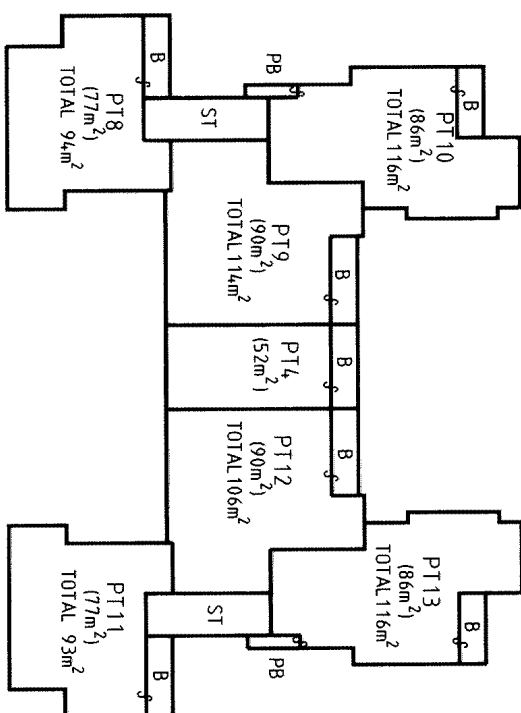 B
PT8
(77m²)
TOTAL 94m²
ST
PB
B
PT10
(86m²)
TOTAL 116m²
PT9
(90m²)
TOTAL 114m²
B
PT4
(52m²)
B
PT12
(90m²)
TOTAL 106m²
B
PT13
(86m²)
TOTAL 116m²
B
PB
ST
PT11
(77m²)
TOTAL 93m²
B